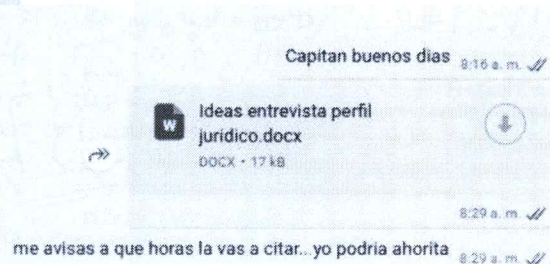 Capitan buenos dias 8:16 a. m.
W
Ideas entrevista perfil
juridico.docx
DOCX • 17 kB
8:29 a. m.
me avisas a que horas la vas a citar...yo podria ahorita 8:29 a. m.